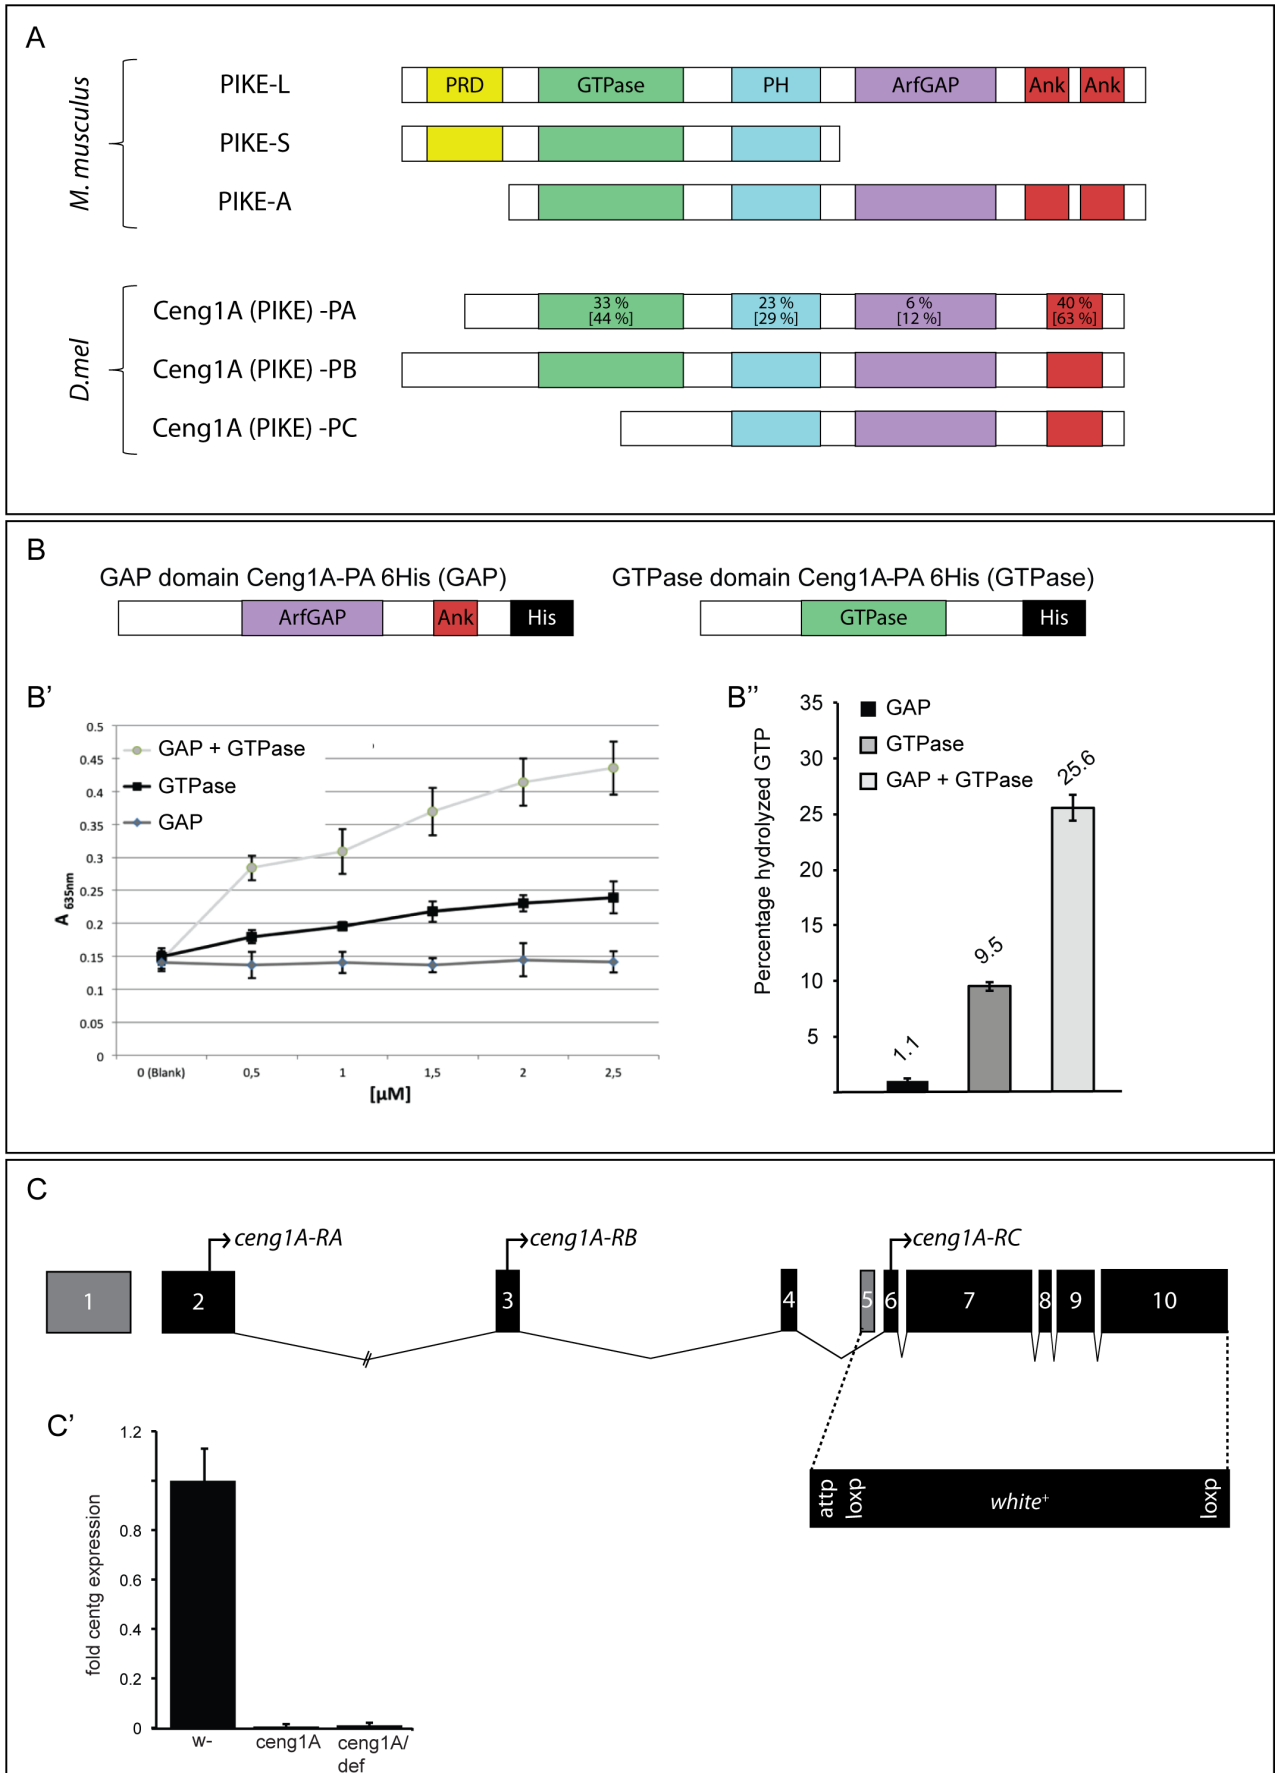 A
M. musculus
PIKE-L
PRD
GTPase
PH
ArfGAP
Ank
Ank
PIKE-S
PIKE-A
D.mel
Ceng1A (PIKE) -PA
33 %
[44 %]
23 %
[29 %]
6 %
[12 %]
40 %
[63 %]
Ceng1A (PIKE) -PB
Ceng1A (PIKE) -PC
B
GAP domain Ceng1A-PA 6His (GAP)
ArfGAP
Ank
His
GTPase domain Ceng1A-PA 6His (GTPase)
GTPase
His
B'
0.5
0.45
0.4
0.35
0.3
0.25
0.2
0.15
0.1
0.05
0
A 635nm
GAP + GTPase
GTPase
GAP
0 (Blank)
0,5
1
1,5
2
2,5
[µM]
B''
Percentage hydrolyzed GTP
35
30
25
20
15
10
5
GAP
GTPase
GAP + GTPase
1.1
9.5
25.6
C
ceng1A-RA
ceng1A-RB
ceng1A-RC
1
2
3
4
5
6
7
8
9
10
attp
loxp
white+
loxp
C'
fold centg expression
1.2
0.8
0.6
0.4
0.2
0
w-
ceng1A
ceng1A/
def